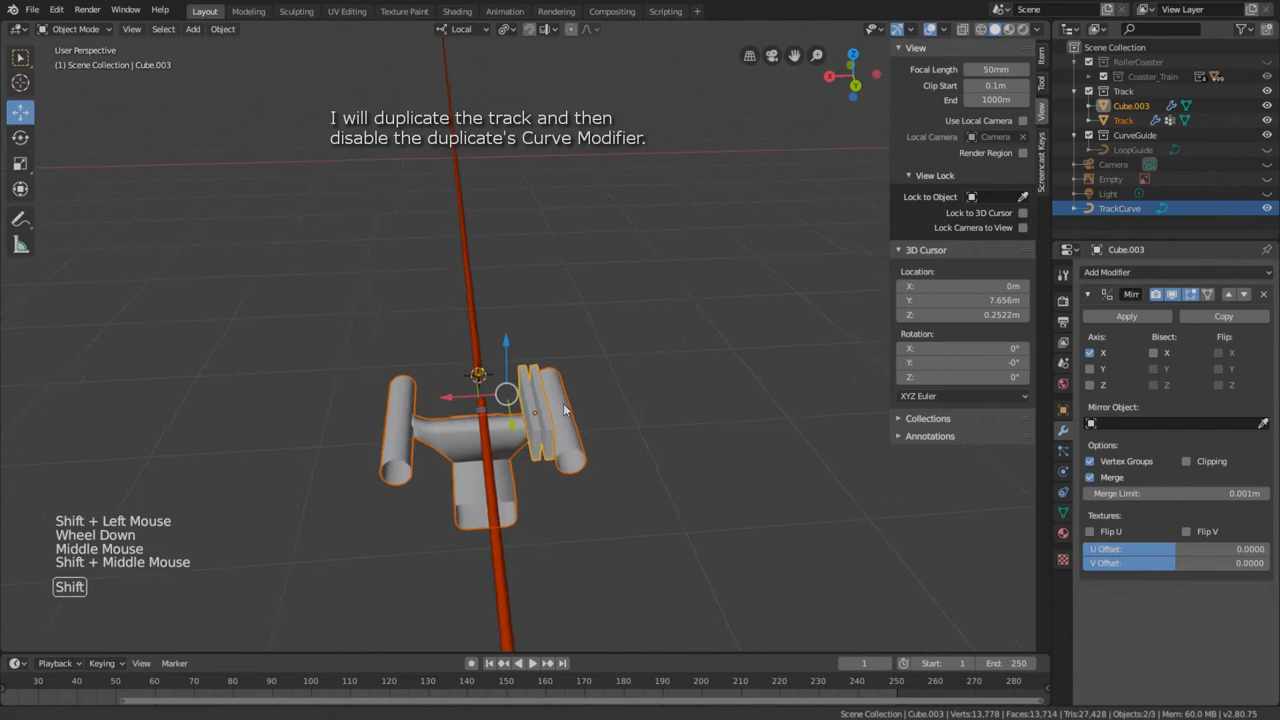 File Edit Render Window Help Layout Modeling Sculpting UV Editing Texture Paint Shading Animation Rendering Compositing Scripting + Scene View Layer
Object Mode View Select Add Object Local
User Perspective
(1) Scene Collection | Cube.003
I will duplicate the track and then
disable the duplicate's Curve Modifier.
Z
X
Y
View
Focal Length 50mm
Clip Start 0.1m
End 1000m
Use Local Camera
Local Camera Camera
Render Region
View Lock
Lock to Object
Lock to 3D Cursor
Lock Camera to View
3D Cursor
Location:
X: 0m
Y: 7.656m
Z: 0.2522m
Rotation:
X: 0°
Y: -0°
Z: 0°
XYZ Euler
Collections
Annotations
Item
Tool
View
Screencast Keys
Scene Collection
RollerCoaster
Coaster_Train
Track
Cube.003
Track
CurveGuide
LoopGuide
Camera
Empty
Light
TrackCurve
Cube.003
Add Modifier
Mirr
Apply Copy
Axis: Bisect: Flip:
X X X
Y Y Y
Z Z Z
Mirror Object:
Options:
Vertex Groups Clipping
Merge
Merge Limit: 0.001m
Textures:
Flip U Flip V
U Offset: 0.0000
V Offset: 0.0000
Shift + Left Mouse
Wheel Down
Middle Mouse
Shift + Middle Mouse
Shift
Playback Keying View Marker 1 Start: 1 End: 250
30 40 50 60 70 80 90 100 110 120 130 140 150 160 170 180 190 200 210 220 230 240 250 260 270 280
Scene Collection | Cube.003 | Verts:13,778 | Faces:13,714 | Tris:27,428 | Objects:2/3 | Mem: 60.0 MB | v2.80.75